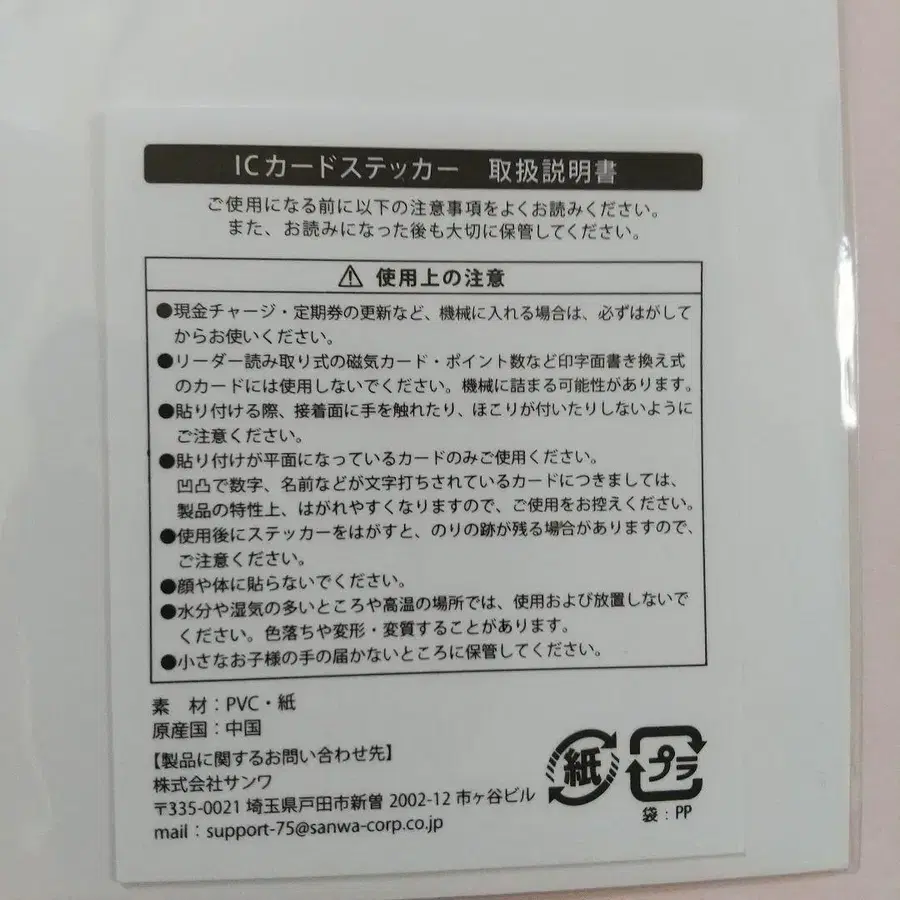 ICカードステッカー 取扱説明書
ご使用になる前に以下の注意事項をよくお読みください。
また、お読みになった後も大切に保管してください。
⚠ 使用上の注意
●現金チャージ・定期券の更新など、機械に入れる場合は、必ずはがして
からお使いください。
●リーダー読み取り式の磁気カード・ポイント数など印字面書き換え式
のカードには使用しないでください。機械に詰まる可能性があります。
●貼り付ける際、接着面に手を触れたり、ほこりが付いたりしないように
ご注意ください。
●貼り付けが平面になっているカードのみご使用ください。
凹凸で数字、名前などが文字打ちされているカードにつきましては、
製品の特性上、はがれやすくなりますので、ご使用をお控えください。
●使用後にステッカーをはがすと、のりの跡が残る場合がありますので、
ご注意ください。
●顔や体に貼らないでください。
●水分や湿気の多いところや高温の場所では、使用および放置しないで
ください。色落ちや変形・変質することがあります。
●小さなお子様の手の届かないところに保管してください。
素 材：PVC・紙
原産国：中国
【製品に関するお問い合わせ先】
株式会社サンワ
〒335-0021 埼玉県戸田市新曽 2002-12 市ヶ谷ビル
mail：support-75@sanwa-corp.co.jp
紙
プラ
袋：PP